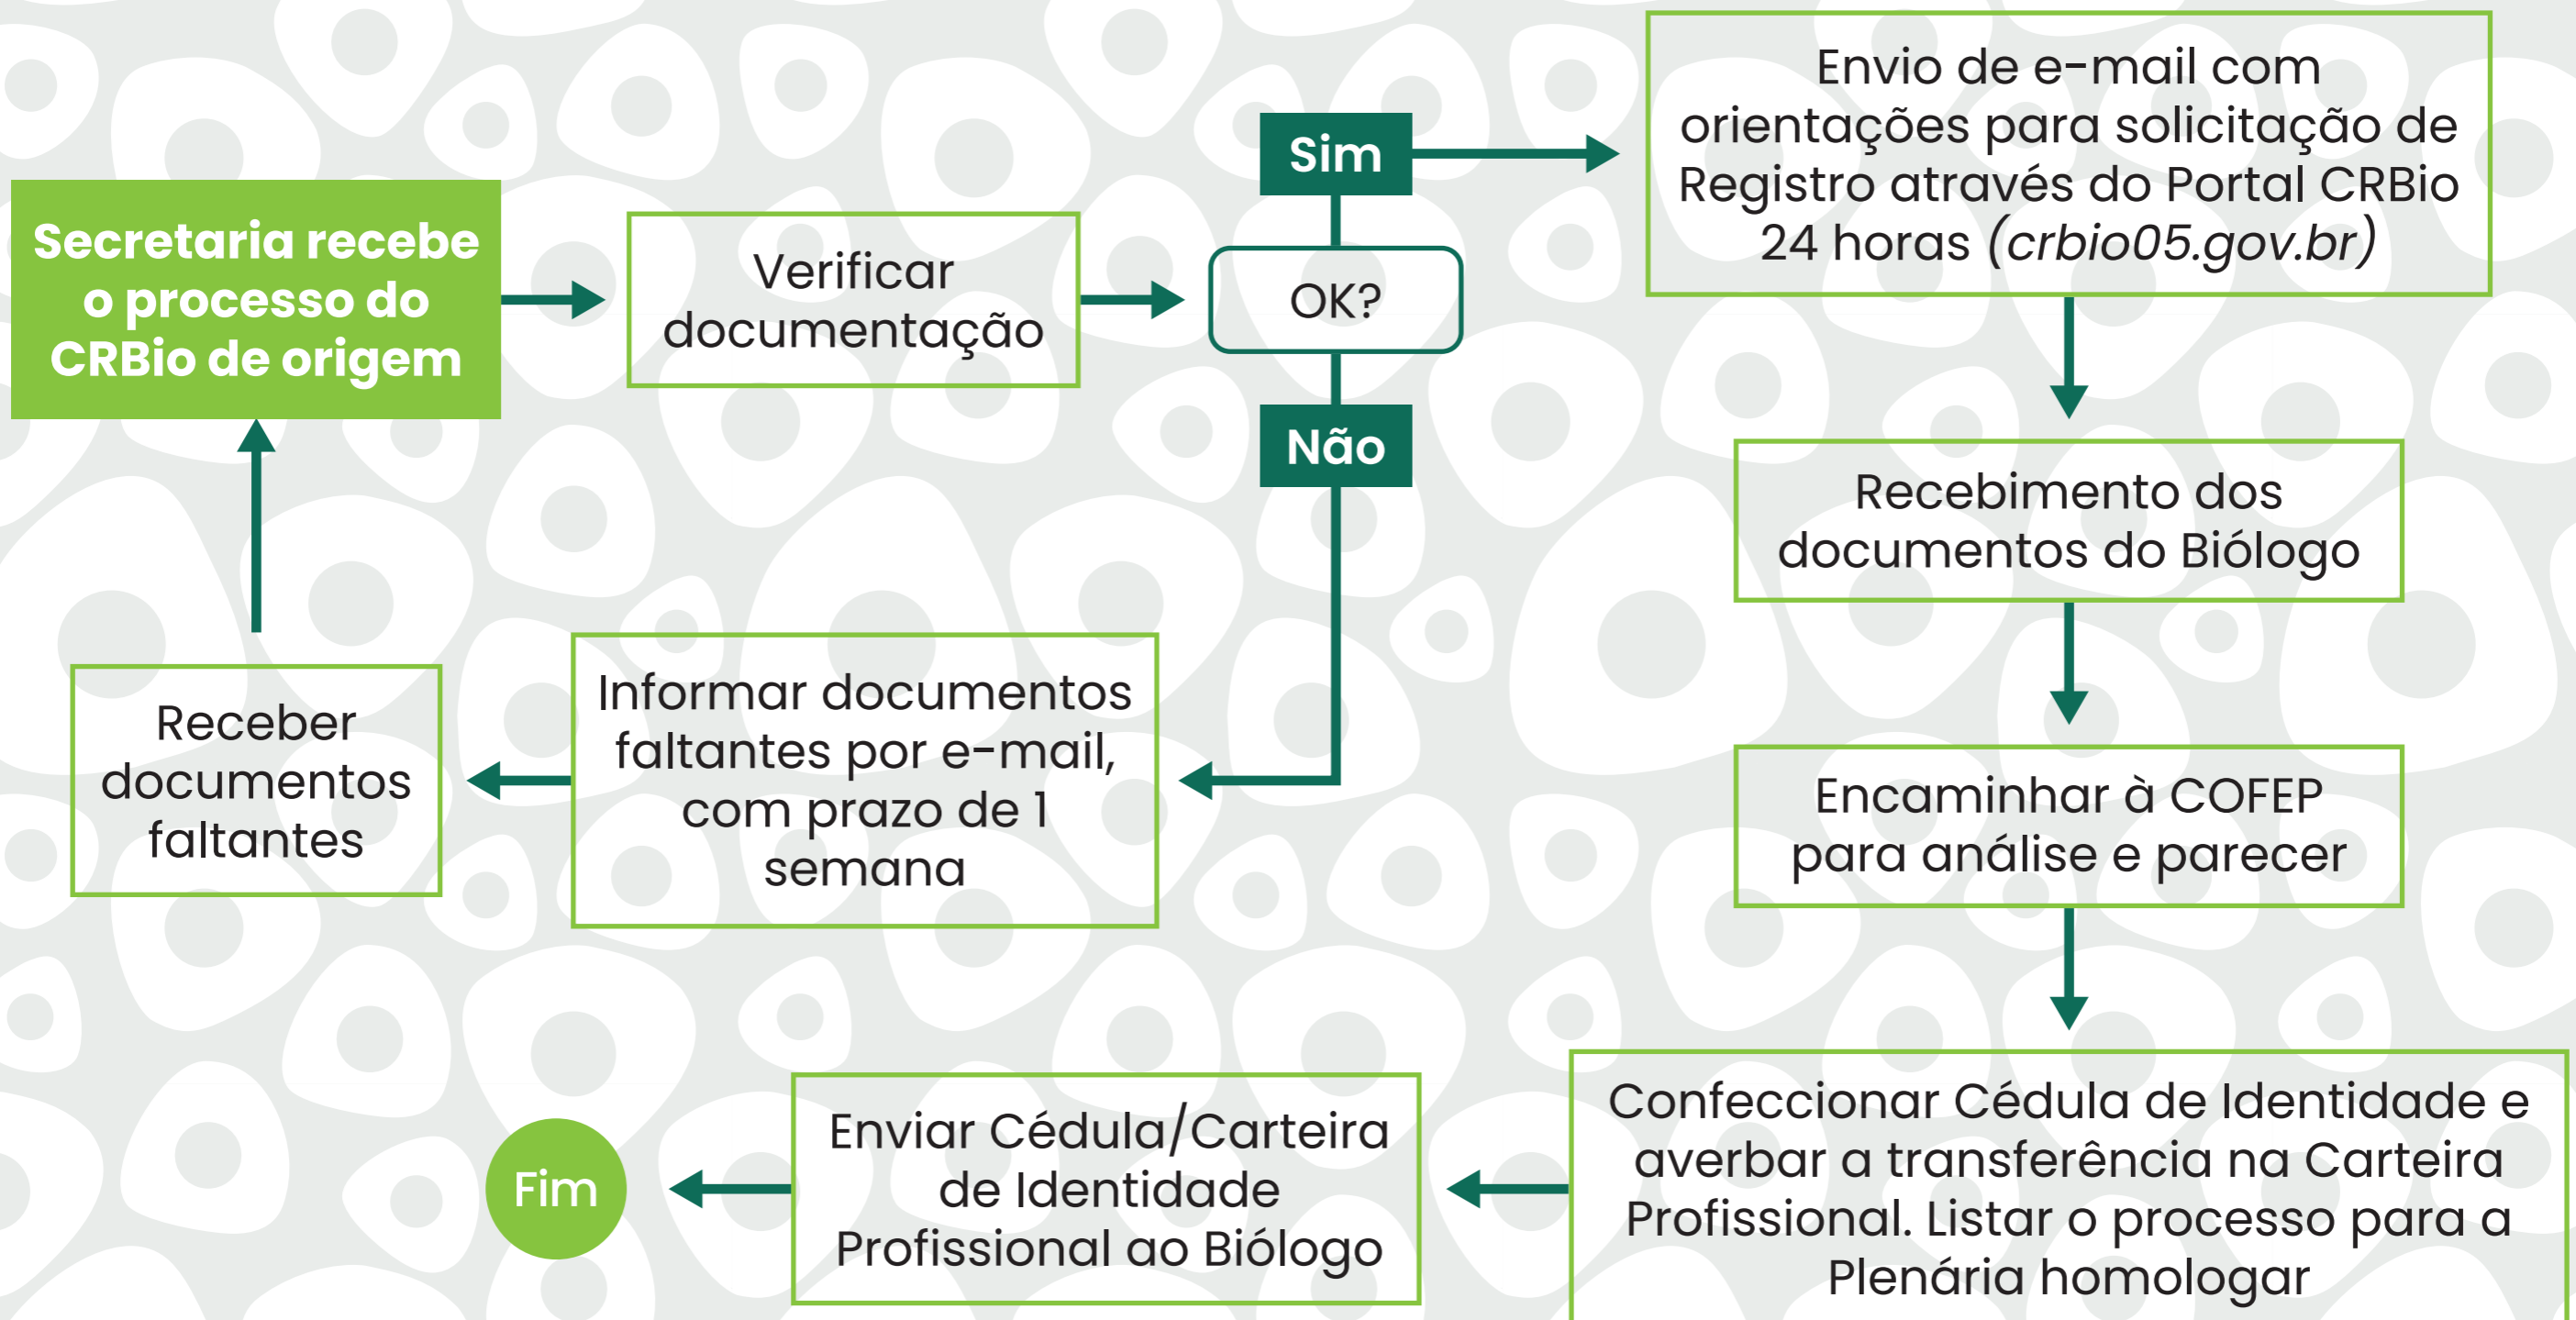 Secretaria recebe
o processo do
CRBio de origem
Verificar
documentação
OK?
Sim
Não
Envio de e-mail com
orientações para solicitação de
Registro através do Portal CRBio
24 horas (crbio05.gov.br)
Recebimento dos
documentos do Biólogo
Encaminhar à COFEP
para análise e parecer
Confeccionar Cédula de Identidade e
averbar a transferência na Carteira
Profissional. Listar o processo para a
Plenária homologar
Enviar Cédula/Carteira
de Identidade
Profissional ao Biólogo
Fim
Informar documentos
faltantes por e-mail,
com prazo de 1
semana
Receber
documentos
faltantes